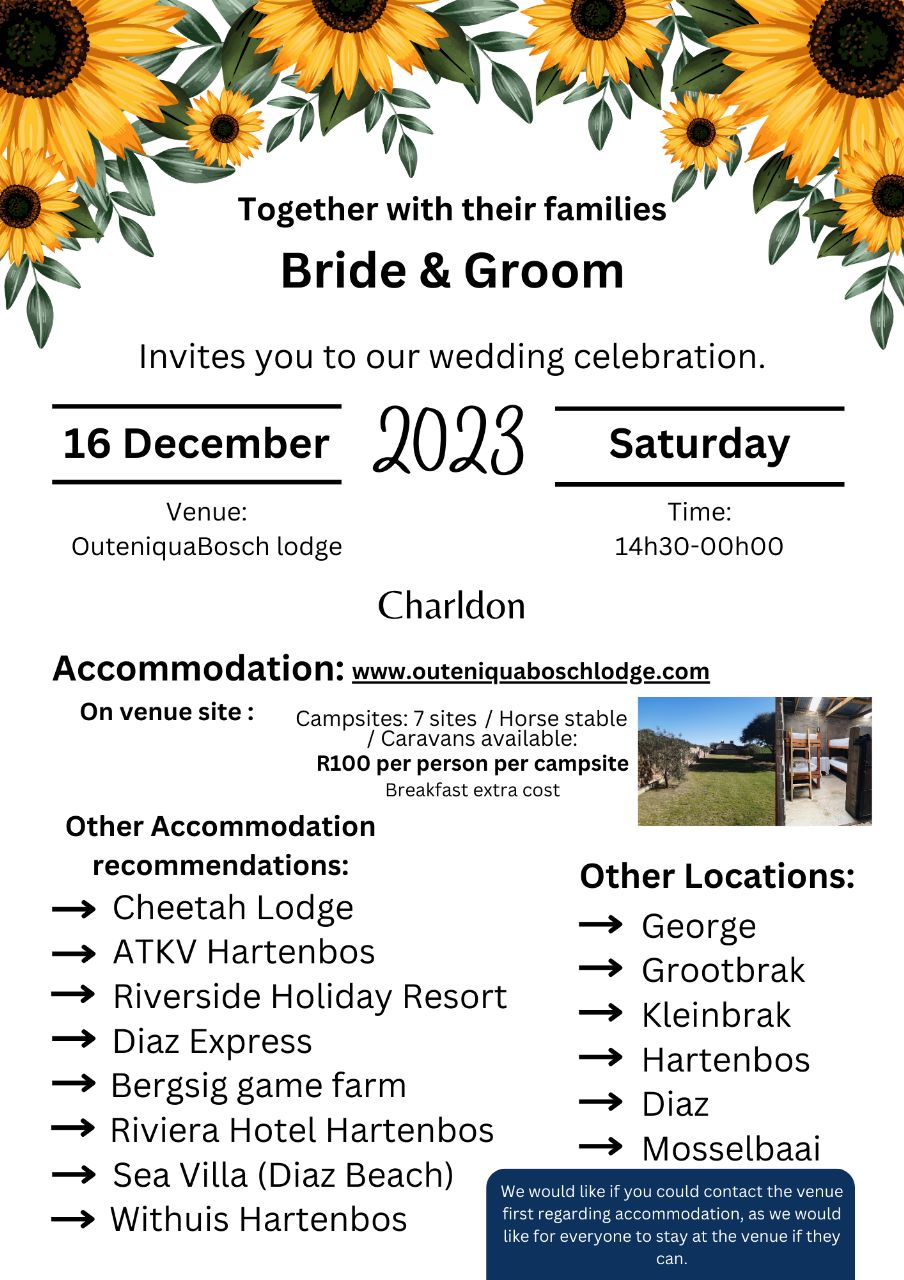 Together with their families
Bride & Groom
Invites you to our wedding celebration.
16 December
2023
Saturday
Venue:
OuteniquaBosch lodge
Time:
14h30-00h00
Charldon
Accommodation: www.outeniquaboschlodge.com
On venue site :
Campsites: 7 sites / Horse stable
/ Caravans available:
R100 per person per campsite
Breakfast extra cost
Other Accommodation
recommendations:
Cheetah Lodge
ATKV Hartenbos
Riverside Holiday Resort
Diaz Express
Bergsig game farm
Riviera Hotel Hartenbos
Sea Villa (Diaz Beach)
Withuis Hartenbos
Other Locations:
George
Grootbrak
Kleinbrak
Hartenbos
Diaz
Mosselbaai
We would like if you could contact the venue
first regarding accommodation, as we would
like for everyone to stay at the venue if they
can.